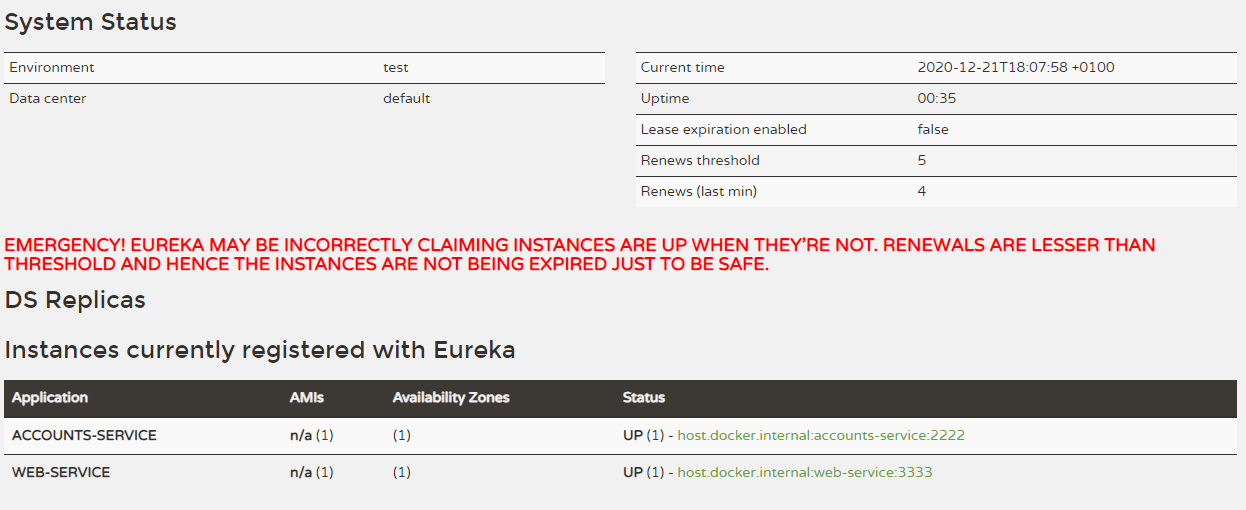 System Status
Environment test
Data center default
Current time 2020-12-21T18:07:58 +0100
Uptime 00:35
Lease expiration enabled false
Renews threshold 5
Renews (last min) 4
EMERGENCY! EUREKA MAY BE INCORRECTLY CLAIMING INSTANCES ARE UP WHEN THEY'RE NOT. RENEWALS ARE LESSER THAN
THRESHOLD AND HENCE THE INSTANCES ARE NOT BEING EXPIRED JUST TO BE SAFE.
DS Replicas
Instances currently registered with Eureka
Application AMIs Availability Zones Status
ACCOUNTS-SERVICE n/a (1) (1) UP (1) - host.docker.internal:accounts-service:2222
WEB-SERVICE n/a (1) (1) UP (1) - host.docker.internal:web-service:3333